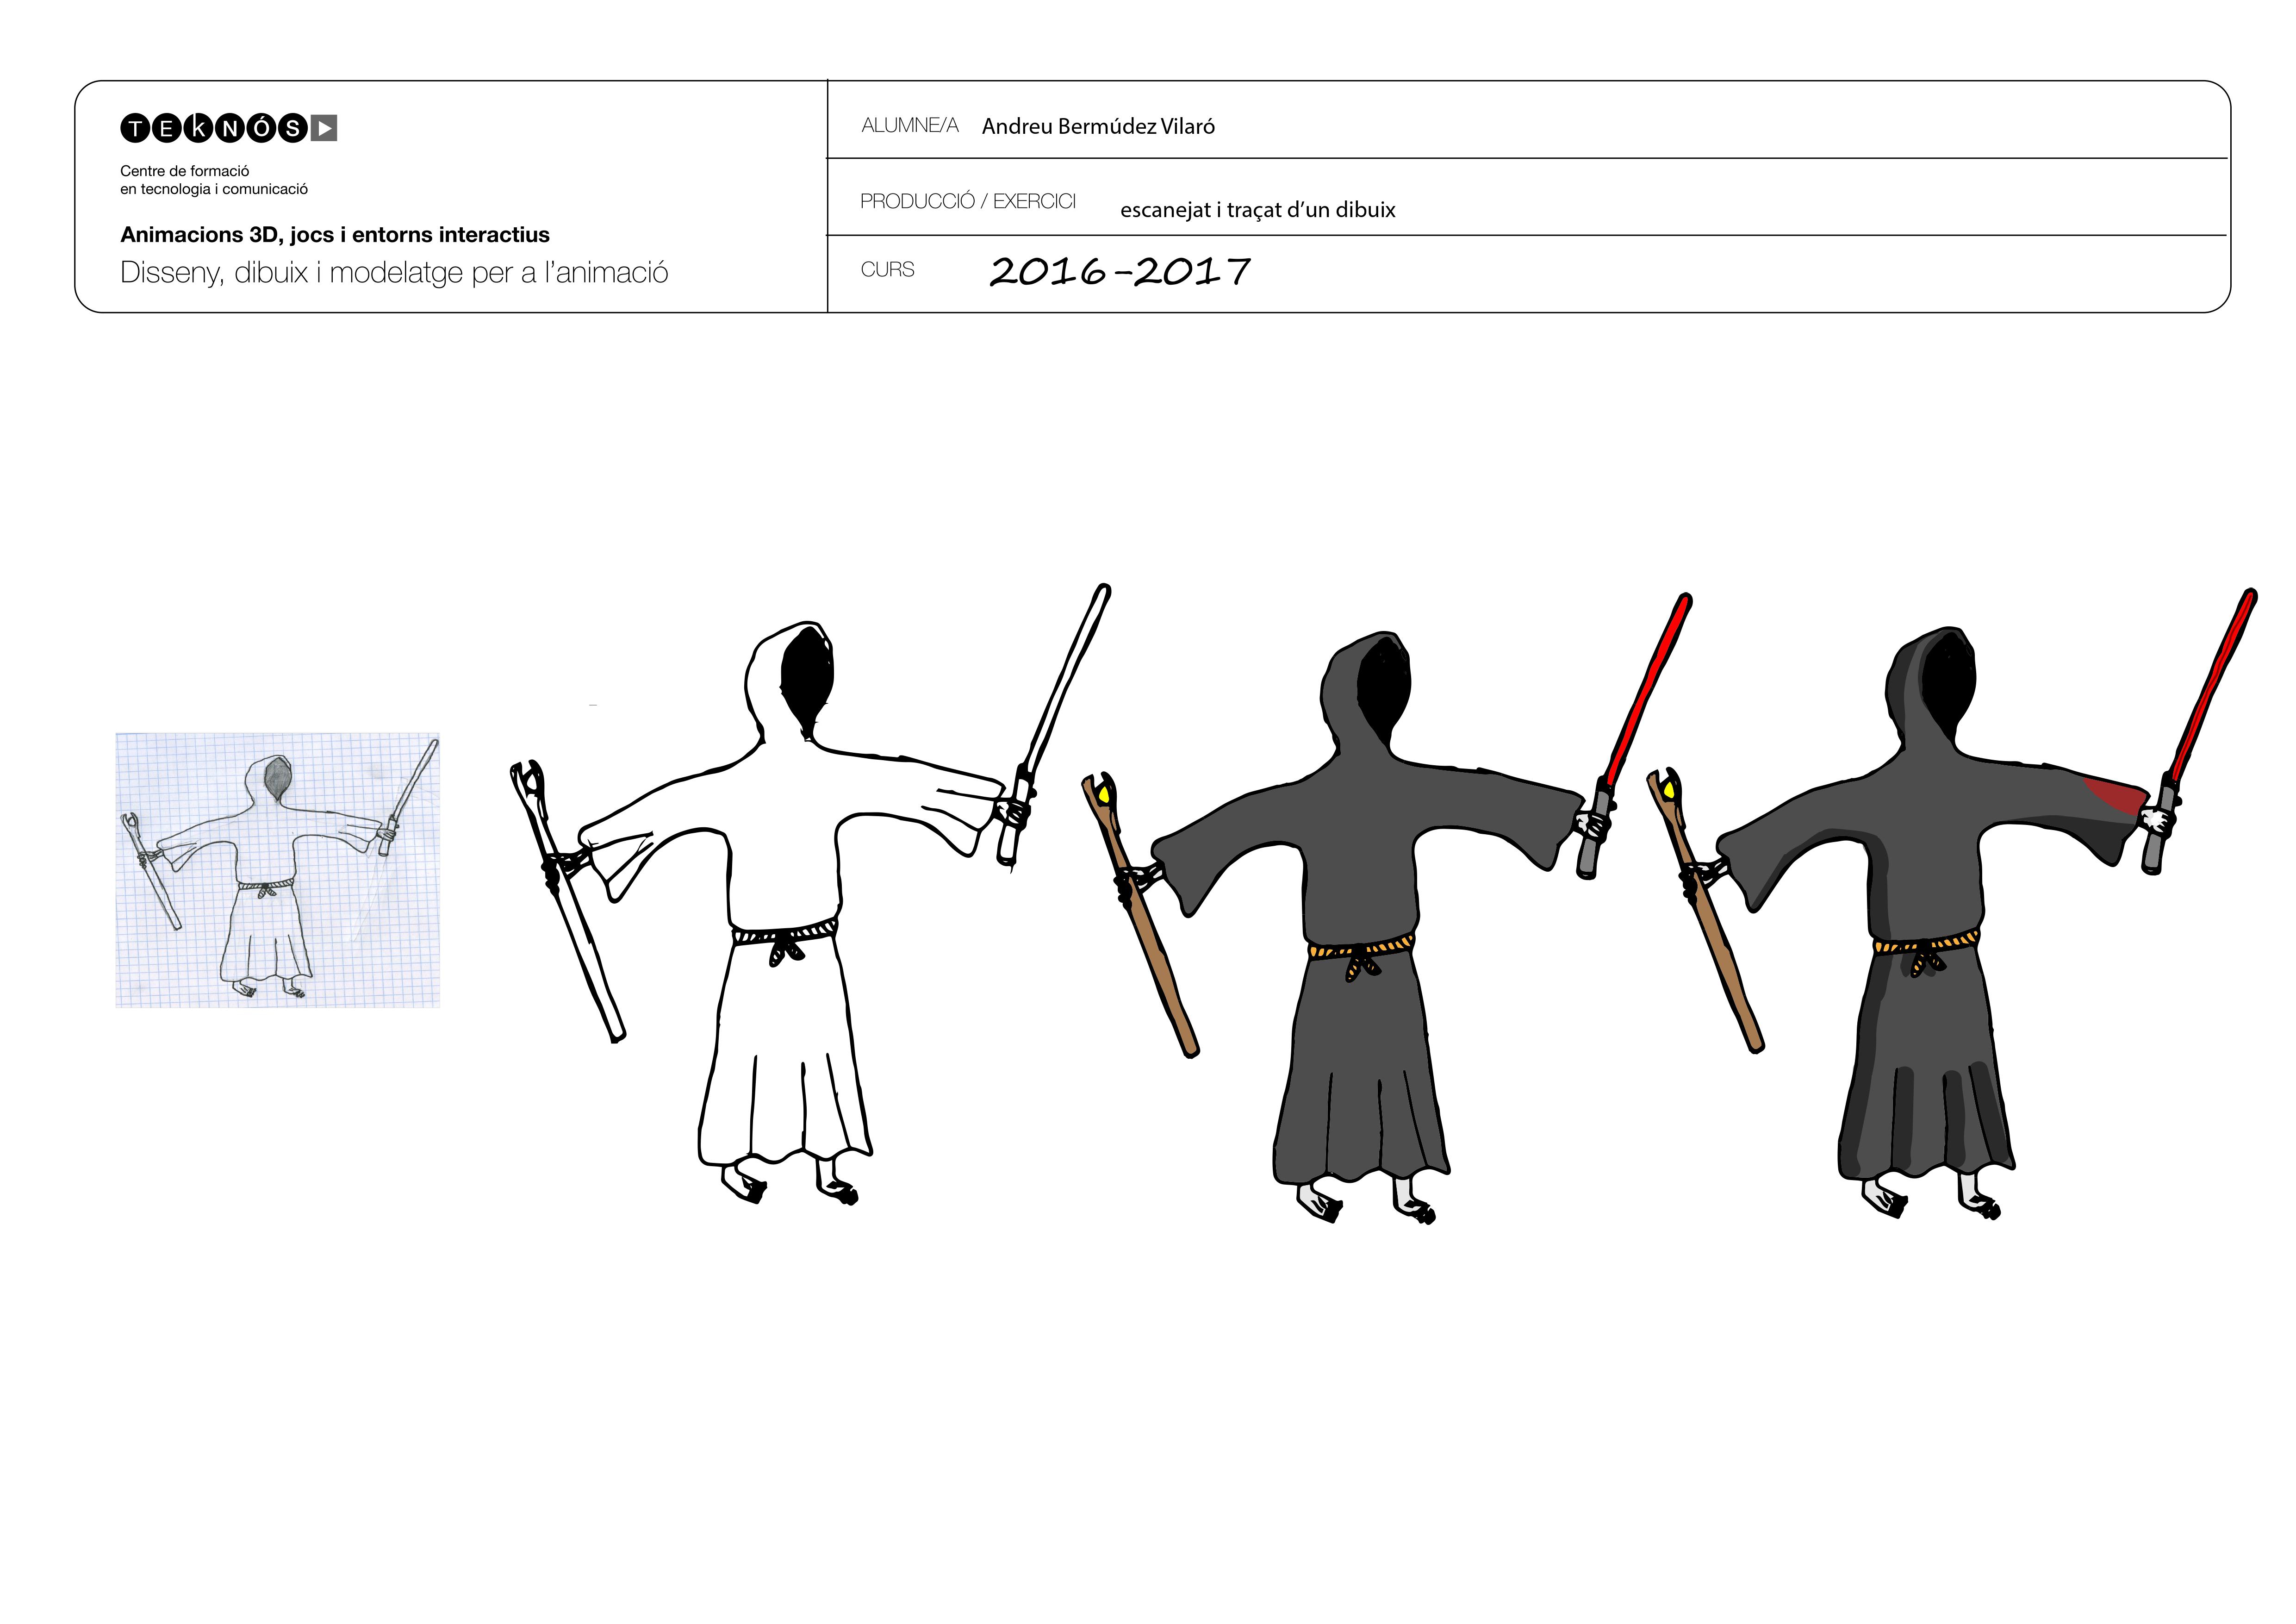 TEKNÓS
Centre de formació
en tecnologia i comunicació
Animacions 3D, jocs i entorns interactius
Disseny, dibuix i modelatge per a l'animació
ALUMNE/A Andreu Bermúdez Vilaró
PRODUCCIÓ / EXERCICI escanejat i traçat d'un dibuix
CURS 2016-2017